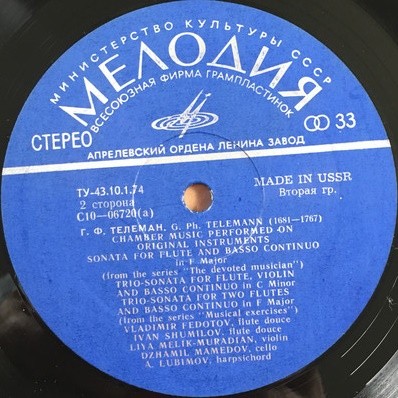 МИНИСТЕРСТВО КУЛЬТУРЫ СССР
МЕЛОДИЯ
ВСЕСОЮЗНАЯ ФИРМА ГРАМПЛАСТИНОК
СТЕРЕО
33
АПРЕЛЕВСКИЙ ОРДЕНА ЛЕНИНА ЗАВОД
ТУ-43.10.1.74
MADE IN USSR
2 сторона
Вторая гр.
С10—06720(а)
Г. Ф. ТЕЛЕМАН. G. Ph. TELEMANN (1681—1767)
CHAMBER MUSIC PERFORMED ON
ORIGINAL INSTRUMENTS
SONATA FOR FLUTE AND BASSO CONTINUO
in F Major
(from the series "The devoted musician")
TRIO-SONATA FOR FLUTE, VIOLIN
AND BASSO CONTINUO in C Minor
TRIO-SONATA FOR TWO FLUTES
AND BASSO CONTINUO in F Major
(from the series "Musical exercises")
VLADIMIR FEDOTOV, flute douce
IVAN SHUMILOV, flute douce
LIYA MELIK-MURADIAN, violin
DZHAMIL MAMEDOV, cello
A. LUBIMOV, harpsichord